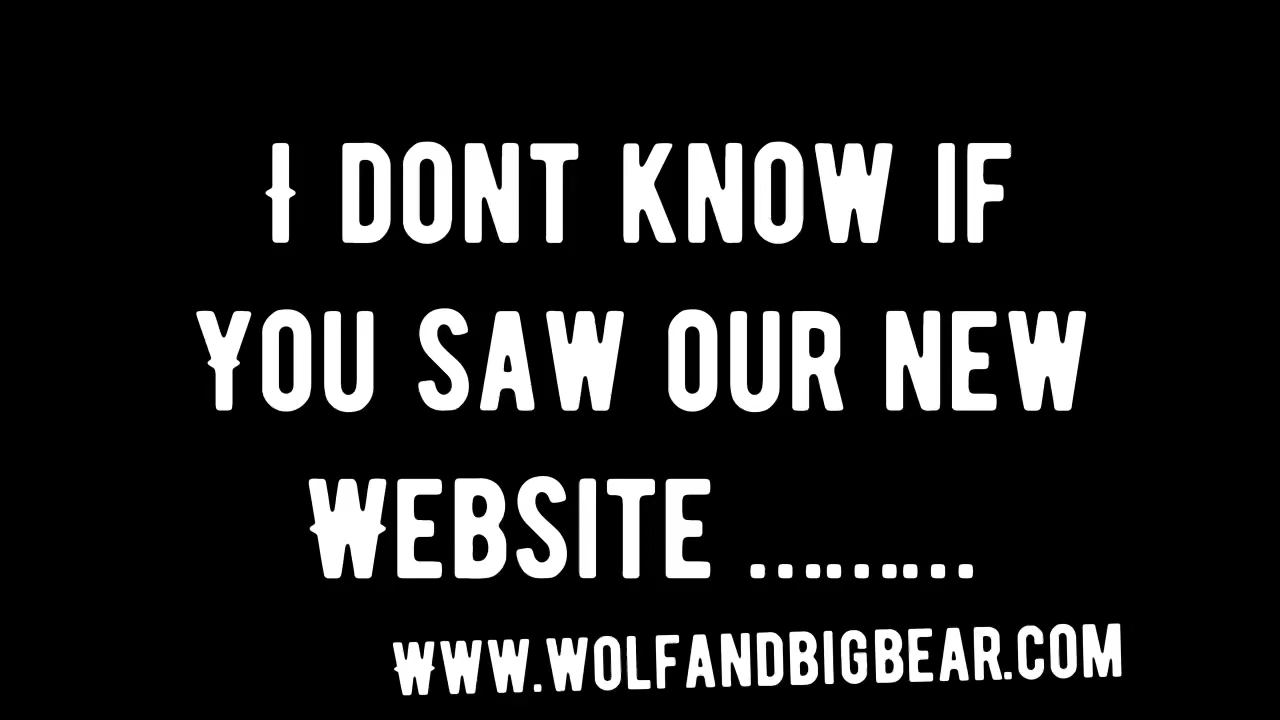 I DONT KNOW IF
YOU SAW OUR NEW
WEBSITE .........
WWW.WOLFANDBIGBEAR.COM